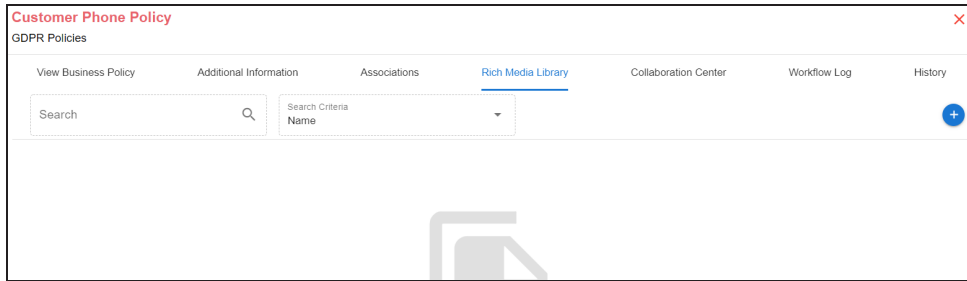 Customer Phone Policy
GDPR Policies
View Business Policy Additional Information Associations Rich Media Library Collaboration Center Workflow Log History
Search
Search Criteria
Name